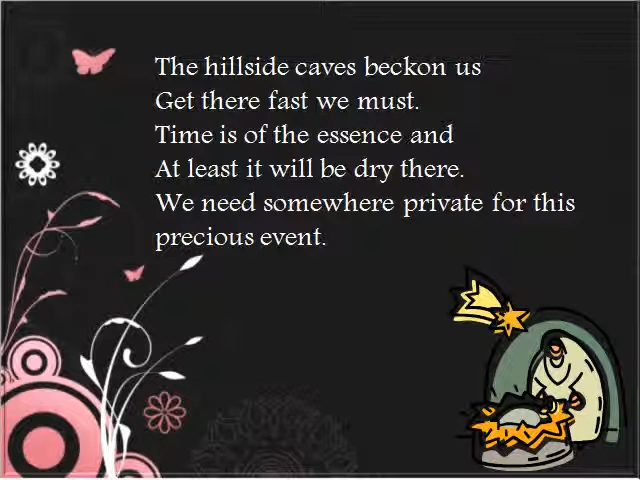 The hillside caves beckon us
Get there fast we must.
Time is of the essence and
At least it will be dry there.
We need somewhere private for this
precious event.